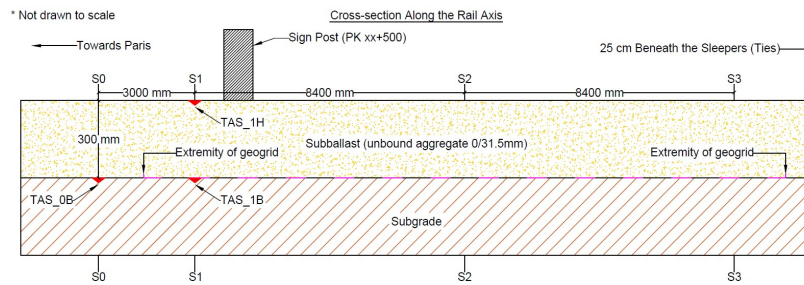 * Not drawn to scale
Cross-section Along the Rail Axis
Sign Post (PK xx+500)
Towards Paris
25 cm Beneath the Sleepers (Ties)
S0
S1
S2
S3
3000 mm
8400 mm
8400 mm
TAS_1H
300 mm
Subballast (unbound aggregate 0/31.5mm)
Extremity of geogrid
Extremity of geogrid
TAS_0B
TAS_1B
Subgrade
S0
S1
S2
S3